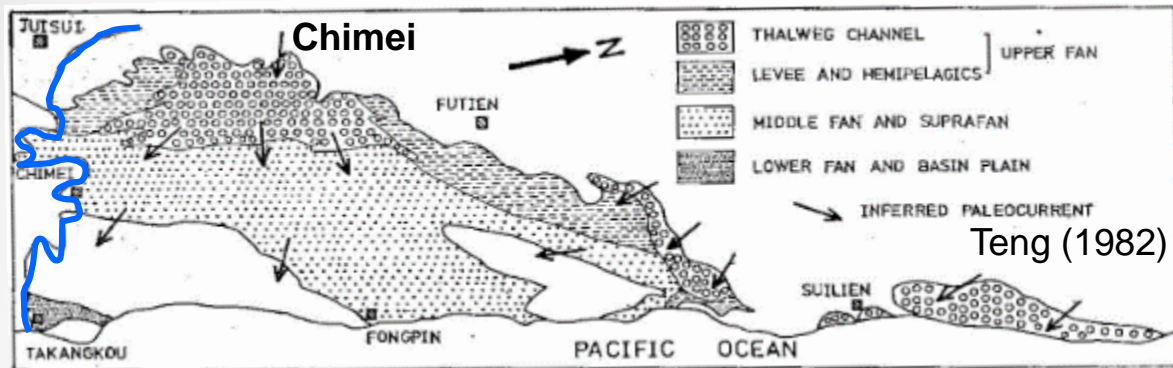 JUISUI
Chimei
N
FUTIEN
CHIMEI
THALWEG CHANNEL
LEVEE AND HEMIPELAGICS
UPPER FAN
MIDDLE FAN AND SUPRAFAN
LOWER FAN AND BASIN PLAIN
INFERRED PALEOCURRENT
Teng (1982)
SUILIEN
TAKANGKOU
FONGPIN
PACIFIC OCEAN